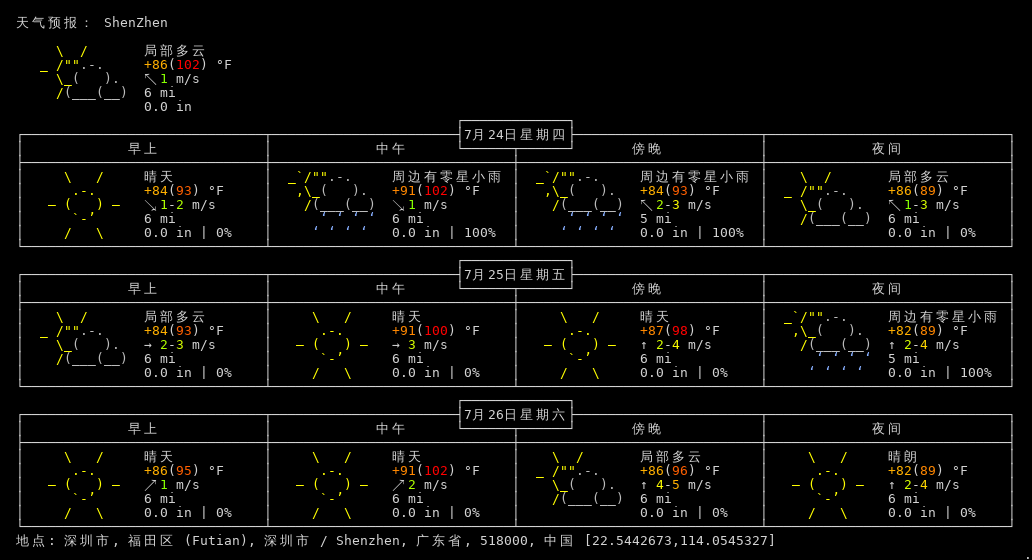 天气预报： ShenZhen
局部多云
+86(102) °F
↖1 m/s
6 mi
0.0 in
7月24日星期四
早上 中午 傍晚 夜间
晴天 周边有零星小雨 周边有零星小雨 局部多云
+84(93) °F +91(102) °F +84(93) °F +86(89) °F
↘1-2 m/s ↘1 m/s ↖2-3 m/s ↖1-3 m/s
6 mi 6 mi 5 mi 6 mi
0.0 in | 0% 0.0 in | 100% 0.0 in | 100% 0.0 in | 0%
7月25日星期五
早上 中午 傍晚 夜间
局部多云 晴天 晴天 周边有零星小雨
+84(93) °F +91(100) °F +87(98) °F +82(89) °F
→ 2-3 m/s → 3 m/s ↑ 2-4 m/s ↑ 2-4 m/s
6 mi 6 mi 6 mi 5 mi
0.0 in | 0% 0.0 in | 0% 0.0 in | 0% 0.0 in | 100%
7月26日星期六
早上 中午 傍晚 夜间
晴天 晴天 局部多云 晴朗
+86(95) °F +91(102) °F +86(96) °F +82(89) °F
↗1 m/s ↗2 m/s ↑ 4-5 m/s ↑ 2-4 m/s
6 mi 6 mi 6 mi 6 mi
0.0 in | 0% 0.0 in | 0% 0.0 in | 0% 0.0 in | 0%
地点: 深圳市, 福田区 (Futian), 深圳市 / Shenzhen, 广东省, 518000, 中国 [22.5442673,114.0545327]